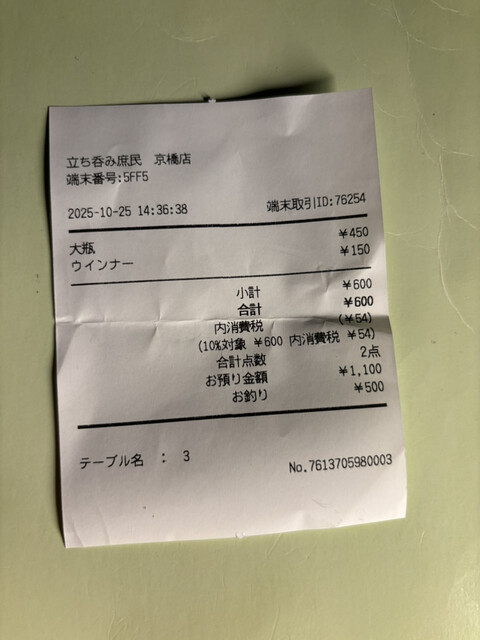 立ち呑み庶民 京橋店
端末番号:5FF5
2025-10-25 14:36:38 端末取引ID:76254
大瓶 ¥450
ウインナー ¥150
小計 ¥600
合計 ¥600
内消費税 (¥54)
(10%対象 ¥600 内消費税 ¥54)
合計点数 2点
お預り金額 ¥1,100
お釣り ¥500
テーブル名 : 3
No.7613705980003